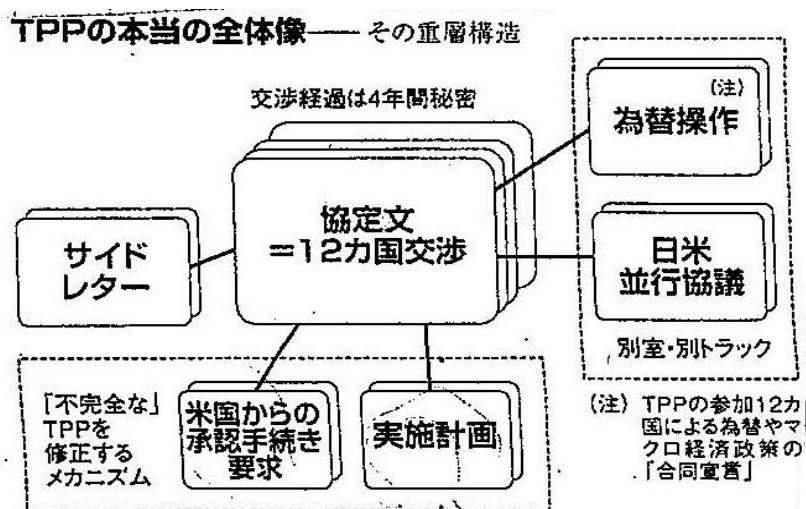 TPPの本当の全体像── その重層構造
交渉経過は4年間秘密
(注)
為替操作
協定文
=12カ国交渉
サイド
レター
日米
並行協議
別室・別トラック
「不完全な」
TPPを
修正する
メカニズム
米国からの
承認手続き
要求
実施計画
(注) TPPの参加12カ
国による為替やマ
クロ経済政策の
「合同宣言」